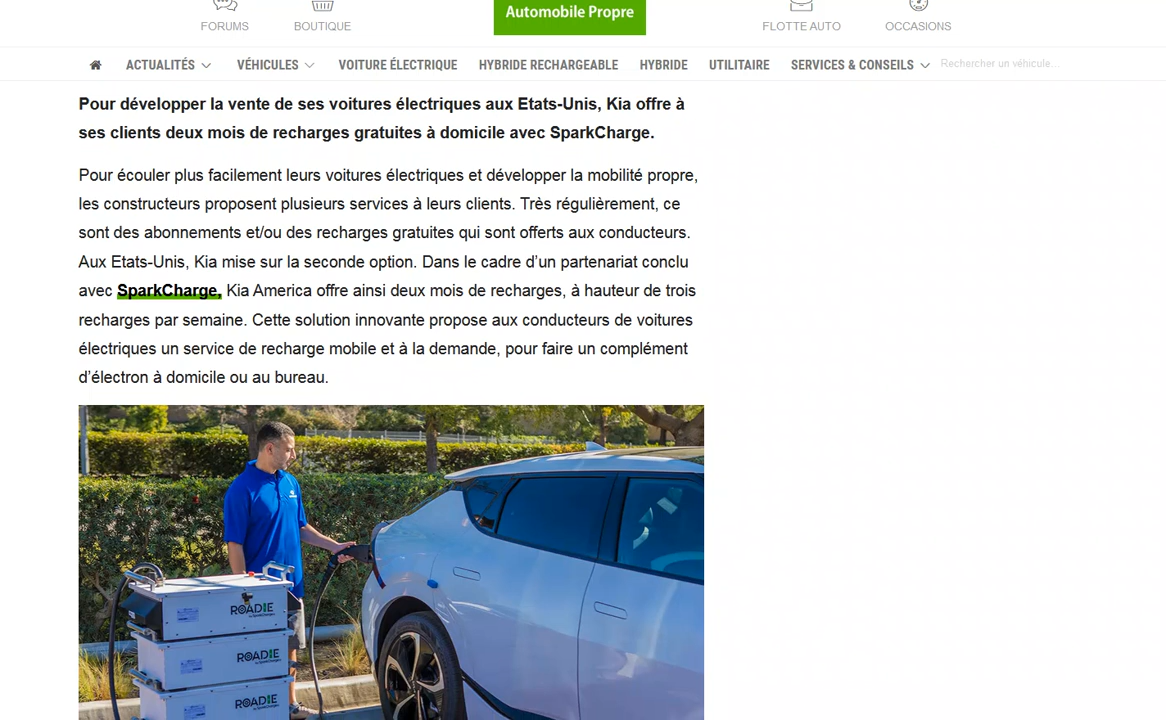 FORUMS
BOUTIQUE
Automobile Propre
FLOTTE AUTO
OCCASIONS
ACTUALITÉS
VÉHICULES
VOITURE ÉLECTRIQUE
HYBRIDE RECHARGEABLE
HYBRIDE
UTILITAIRE
SERVICES & CONSEILS
Rechercher un véhicule...
Pour développer la vente de ses voitures électriques aux Etats-Unis, Kia offre à
ses clients deux mois de recharges gratuites à domicile avec SparkCharge.
Pour écouler plus facilement leurs voitures électriques et développer la mobilité propre,
les constructeurs proposent plusieurs services à leurs clients. Très régulièrement, ce
sont des abonnements et/ou des recharges gratuites qui sont offerts aux conducteurs.
Aux Etats-Unis, Kia mise sur la seconde option. Dans le cadre d’un partenariat conclu
avec SparkCharge, Kia America offre ainsi deux mois de recharges, à hauteur de trois
recharges par semaine. Cette solution innovante propose aux conducteurs de voitures
électriques un service de recharge mobile et à la demande, pour faire un complément
d’électron à domicile ou au bureau.
ROADIE
ROADIE
ROADIE